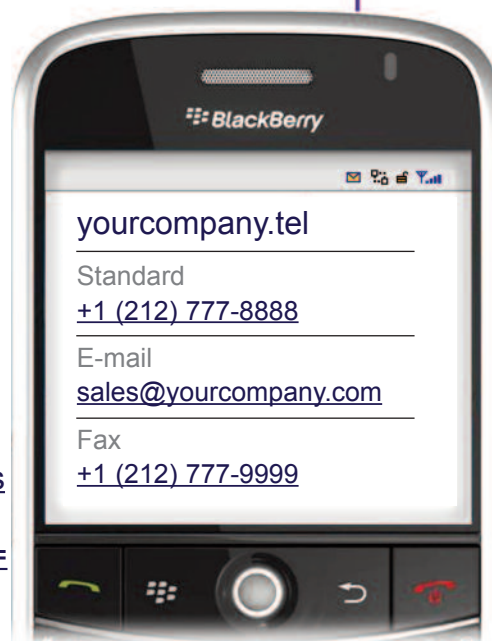 BlackBerry
yourcompany.tel
Standard
+1 (212) 777-8888
E-mail
sales@yourcompany.com
Fax
+1 (212) 777-9999